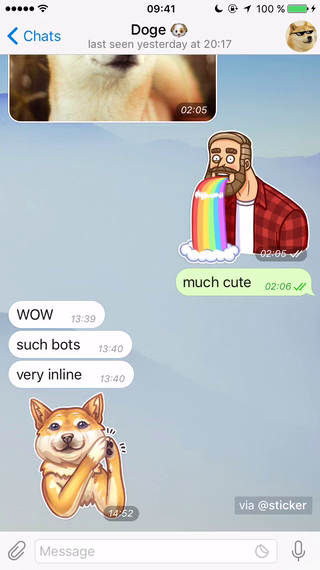 09:41
100 %
Chats
Doge 🐶
last seen yesterday at 20:17
02:05
02:05
much cute 02:06
WOW 13:39
such bots 13:40
very inline 13:40
14:52
via @sticker
Message